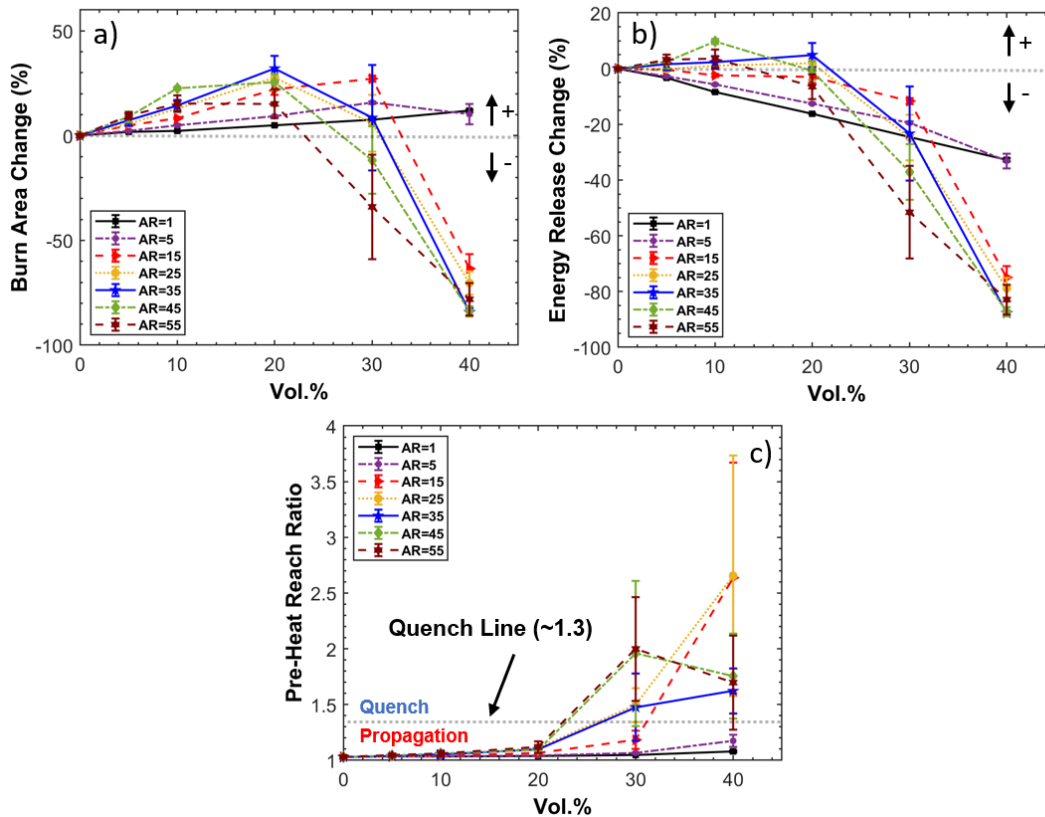 a)
Burn Area Change (%)
50
0
-50
-100
+
-
AR=1
AR=5
AR=15
AR=25
AR=35
AR=45
AR=55
0 10 20 30 40
Vol.%
b)
Energy Release Change (%)
20
0
-20
-40
-60
-80
-100
+
-
AR=1
AR=5
AR=15
AR=25
AR=35
AR=45
AR=55
0 10 20 30 40
Vol.%
c)
Pre-Heat Reach Ratio
4
3.5
3
2.5
2
1.5
1
AR=1
AR=5
AR=15
AR=25
AR=35
AR=45
AR=55
Quench Line (~1.3)
Quench
Propagation
0 10 20 30 40
Vol.%